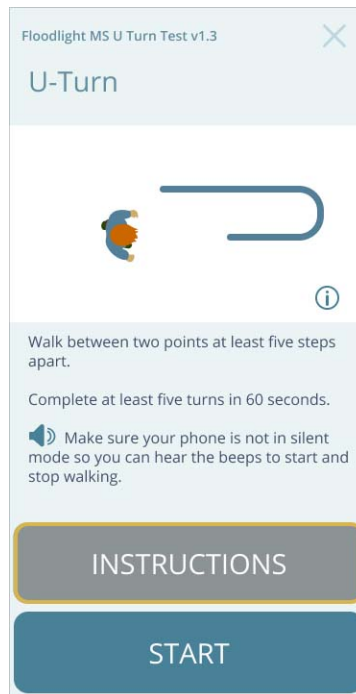 Floodlight MS U Turn Test v1.3
U-Turn
Walk between two points at least five steps
apart.
Complete at least five turns in 60 seconds.
Make sure your phone is not in silent
mode so you can hear the beeps to start and
stop walking.
INSTRUCTIONS
START